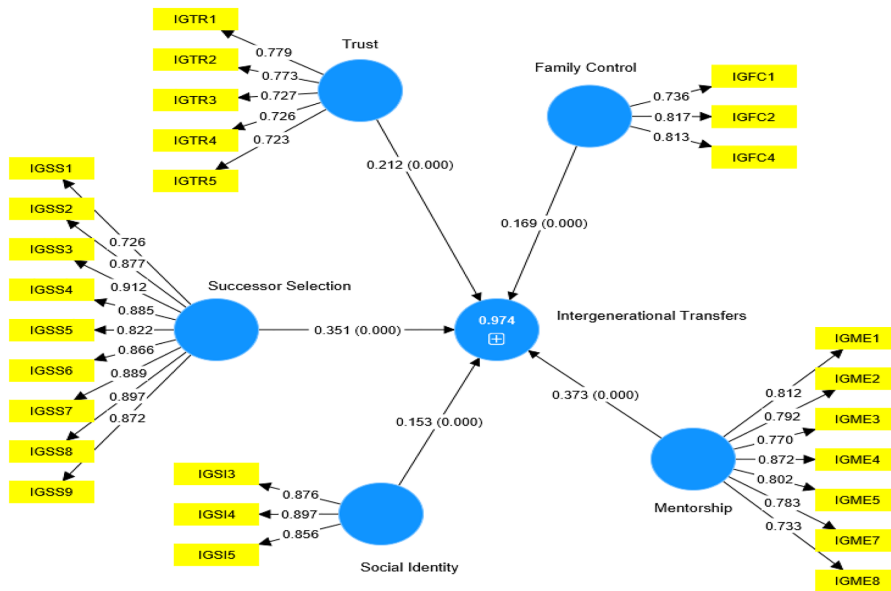 IGTR1
IGTR2
IGTR3
IGTR4
IGTR5
0.779
0.773
0.727
0.726
0.723
Trust
0.212 (0.000)
Family Control
0.736
0.817
0.813
IGFC1
IGFC2
IGFC4
0.169 (0.000)
IGSS1
IGSS2
IGSS3
IGSS4
IGSS5
IGSS6
IGSS7
IGSS8
IGSS9
0.726
0.877
0.912
0.885
0.822
0.866
0.889
0.897
0.872
Successor Selection
0.351 (0.000)
0.974
Intergenerational Transfers
0.153 (0.000)
IGSI3
IGSI4
IGSI5
0.876
0.897
0.856
Social Identity
0.373 (0.000)
Mentorship
0.812
0.792
0.770
0.872
0.802
0.783
0.733
IGME1
IGME2
IGME3
IGME4
IGME5
IGME7
IGME8